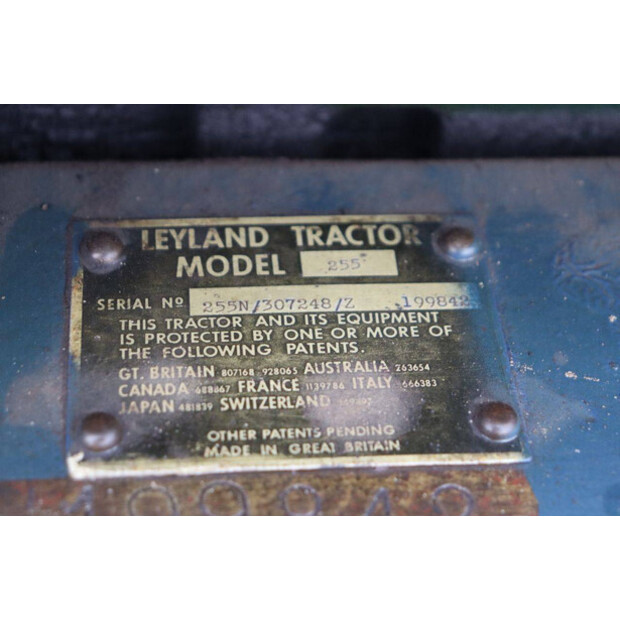 LEYLAND TRACTOR
MODEL 255
SERIAL Nº 255N/307248/Z 199842
THIS TRACTOR AND ITS EQUIPMENT
IS PROTECTED BY ONE OR MORE OF
THE FOLLOWING PATENTS.
GT. BRITAIN 807168 928065 AUSTRALIA 263654
CANADA 688867 FRANCE 1139786 ITALY 666383
JAPAN 481839 SWITZERLAND
OTHER PATENTS PENDING
MADE IN GREAT BRITAIN